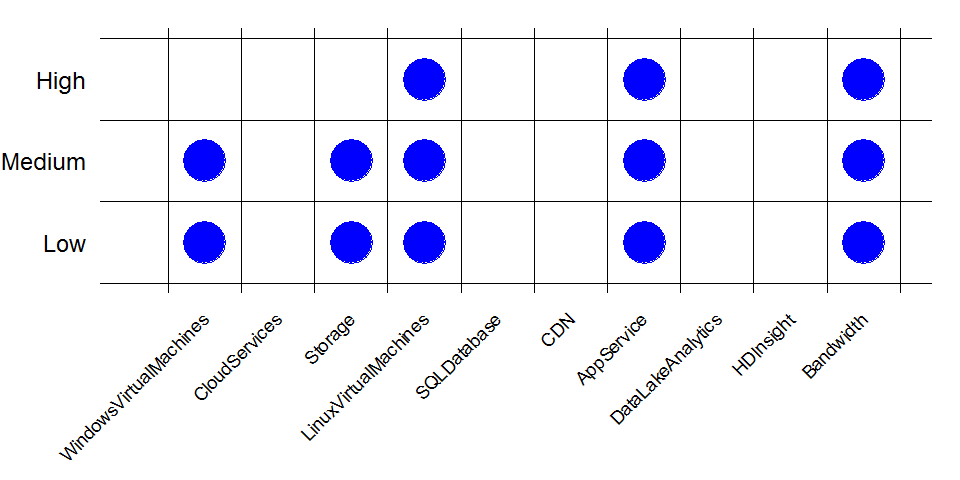 High
Medium
Low
WindowsVirtualMachines
CloudServices
Storage
LinuxVirtualMachines
SQLDatabase
CDN
AppService
DataLakeAnalytics
HDInsight
Bandwidth